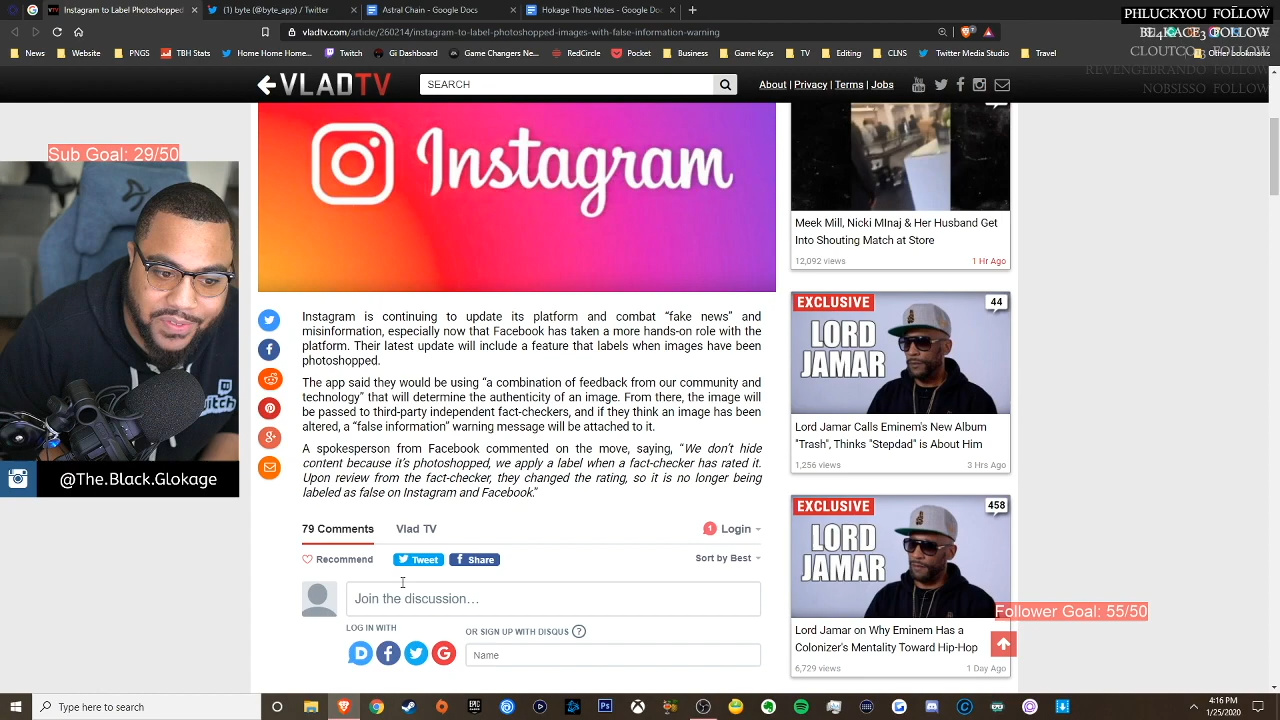 Instagram to Label Photoshopped
1) byte (@byte_app) / Twitter
Astral Chain - Google Docs
Hokage Thots Notes - Google Do
PHLUCKYOU FOLLOW
BE4KACE3 FOLLOW
vladtv.com/article/260214/instagram-to-label-photoshopped-images-with-false-information-warning
CLOUTCO FOLLOW
News
Website
PNGS
TBH Stats
Home
Twitch
GitGudly
Game Changers Ne...
RedCircle
Pocket
Business
Game Keys
TV
Editing
CLNS
Twitter Stats
Travel
Other bookmarks
REVENGEBRANDO FOLLOW
NOBSISSO FOLLOW
VLADTV
SEARCH
About | Privacy | Terms | Jobs
Instagram
Sub Goal: 29/50
@The.Black.Glokage
Instagram is continuing to update its platform and combat “fake news” and
misinformation, especially now that Facebook has taken a more hands-on role with the
platform. Their latest update will include a feature that labels when images have been
photoshopped.
The app said they would be using “a combination of feedback from our community and
technology” that will determine the authenticity of an image. From there, the image will
be passed to third-party independent fact-checkers, and if they think an image has been
altered, a “false information” warning message will be attached to it.
A spokesperson from Facebook commented on the move, saying, “We don't hide
content because it's photoshopped, we apply a label when a fact-checker has rated it.
Upon review from the fact-checker, they changed the rating, so it is no longer being
labeled as false on Instagram and Facebook.”
79 Comments
Vlad TV
1
Login
Recommend
Tweet
Share
Sort by Best
Join the discussion…
LOG IN WITH
OR SIGN UP WITH DISQUS ?
Name
Meek Mill, Nicki MInaj & Her Husband Get
Into Shouting Match at Store
12,092 views
1 Hr Ago
EXCLUSIVE
44
LORD
JAMAR
Lord Jamar Calls Eminem's New Album
"Trash", Thinks "Stepdad" is About Him
1,256 views
3 Hrs Ago
EXCLUSIVE
458
LORD
JAMAR
Follower Goal: 55/50
Lord Jamar on Why Eminem Has a
Colonizer's Mentality Toward Hip-Hop
6,729 views
1 Day Ago
Type here to search
4:16 PM
1/25/2020